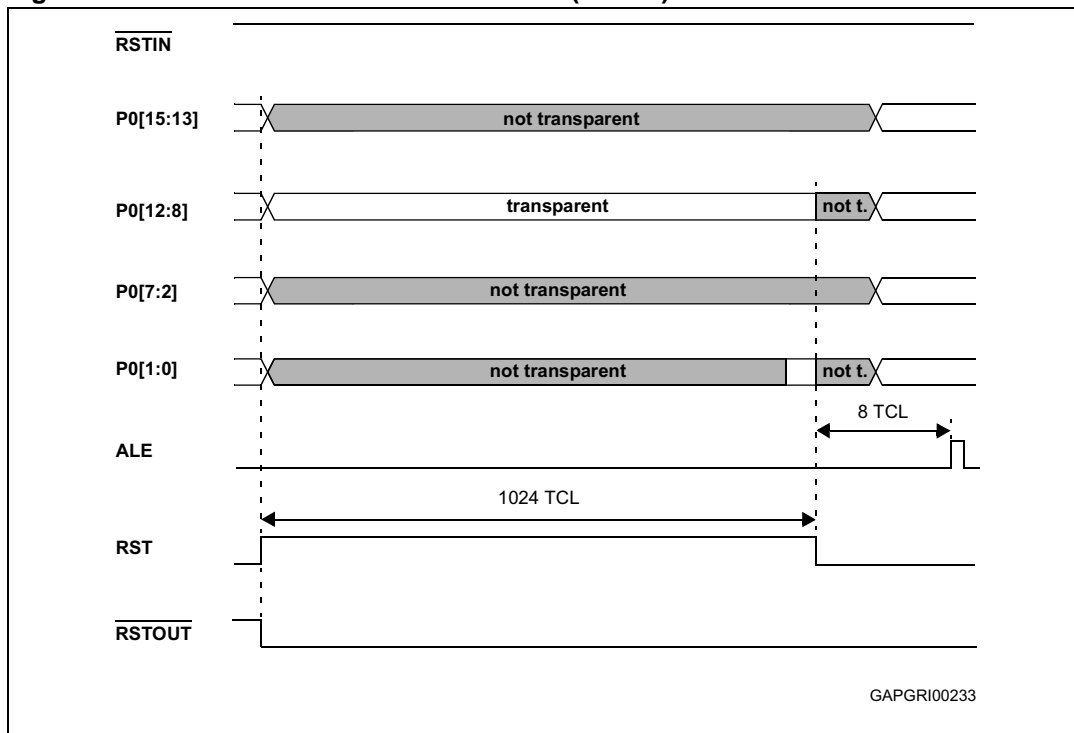 RSTIN
P0[15:13] not transparent
P0[12:8] transparent not t.
P0[7:2] not transparent
P0[1:0] not transparent not t.
8 TCL
ALE
1024 TCL
RST
RSTOUT
GAPGRI00233